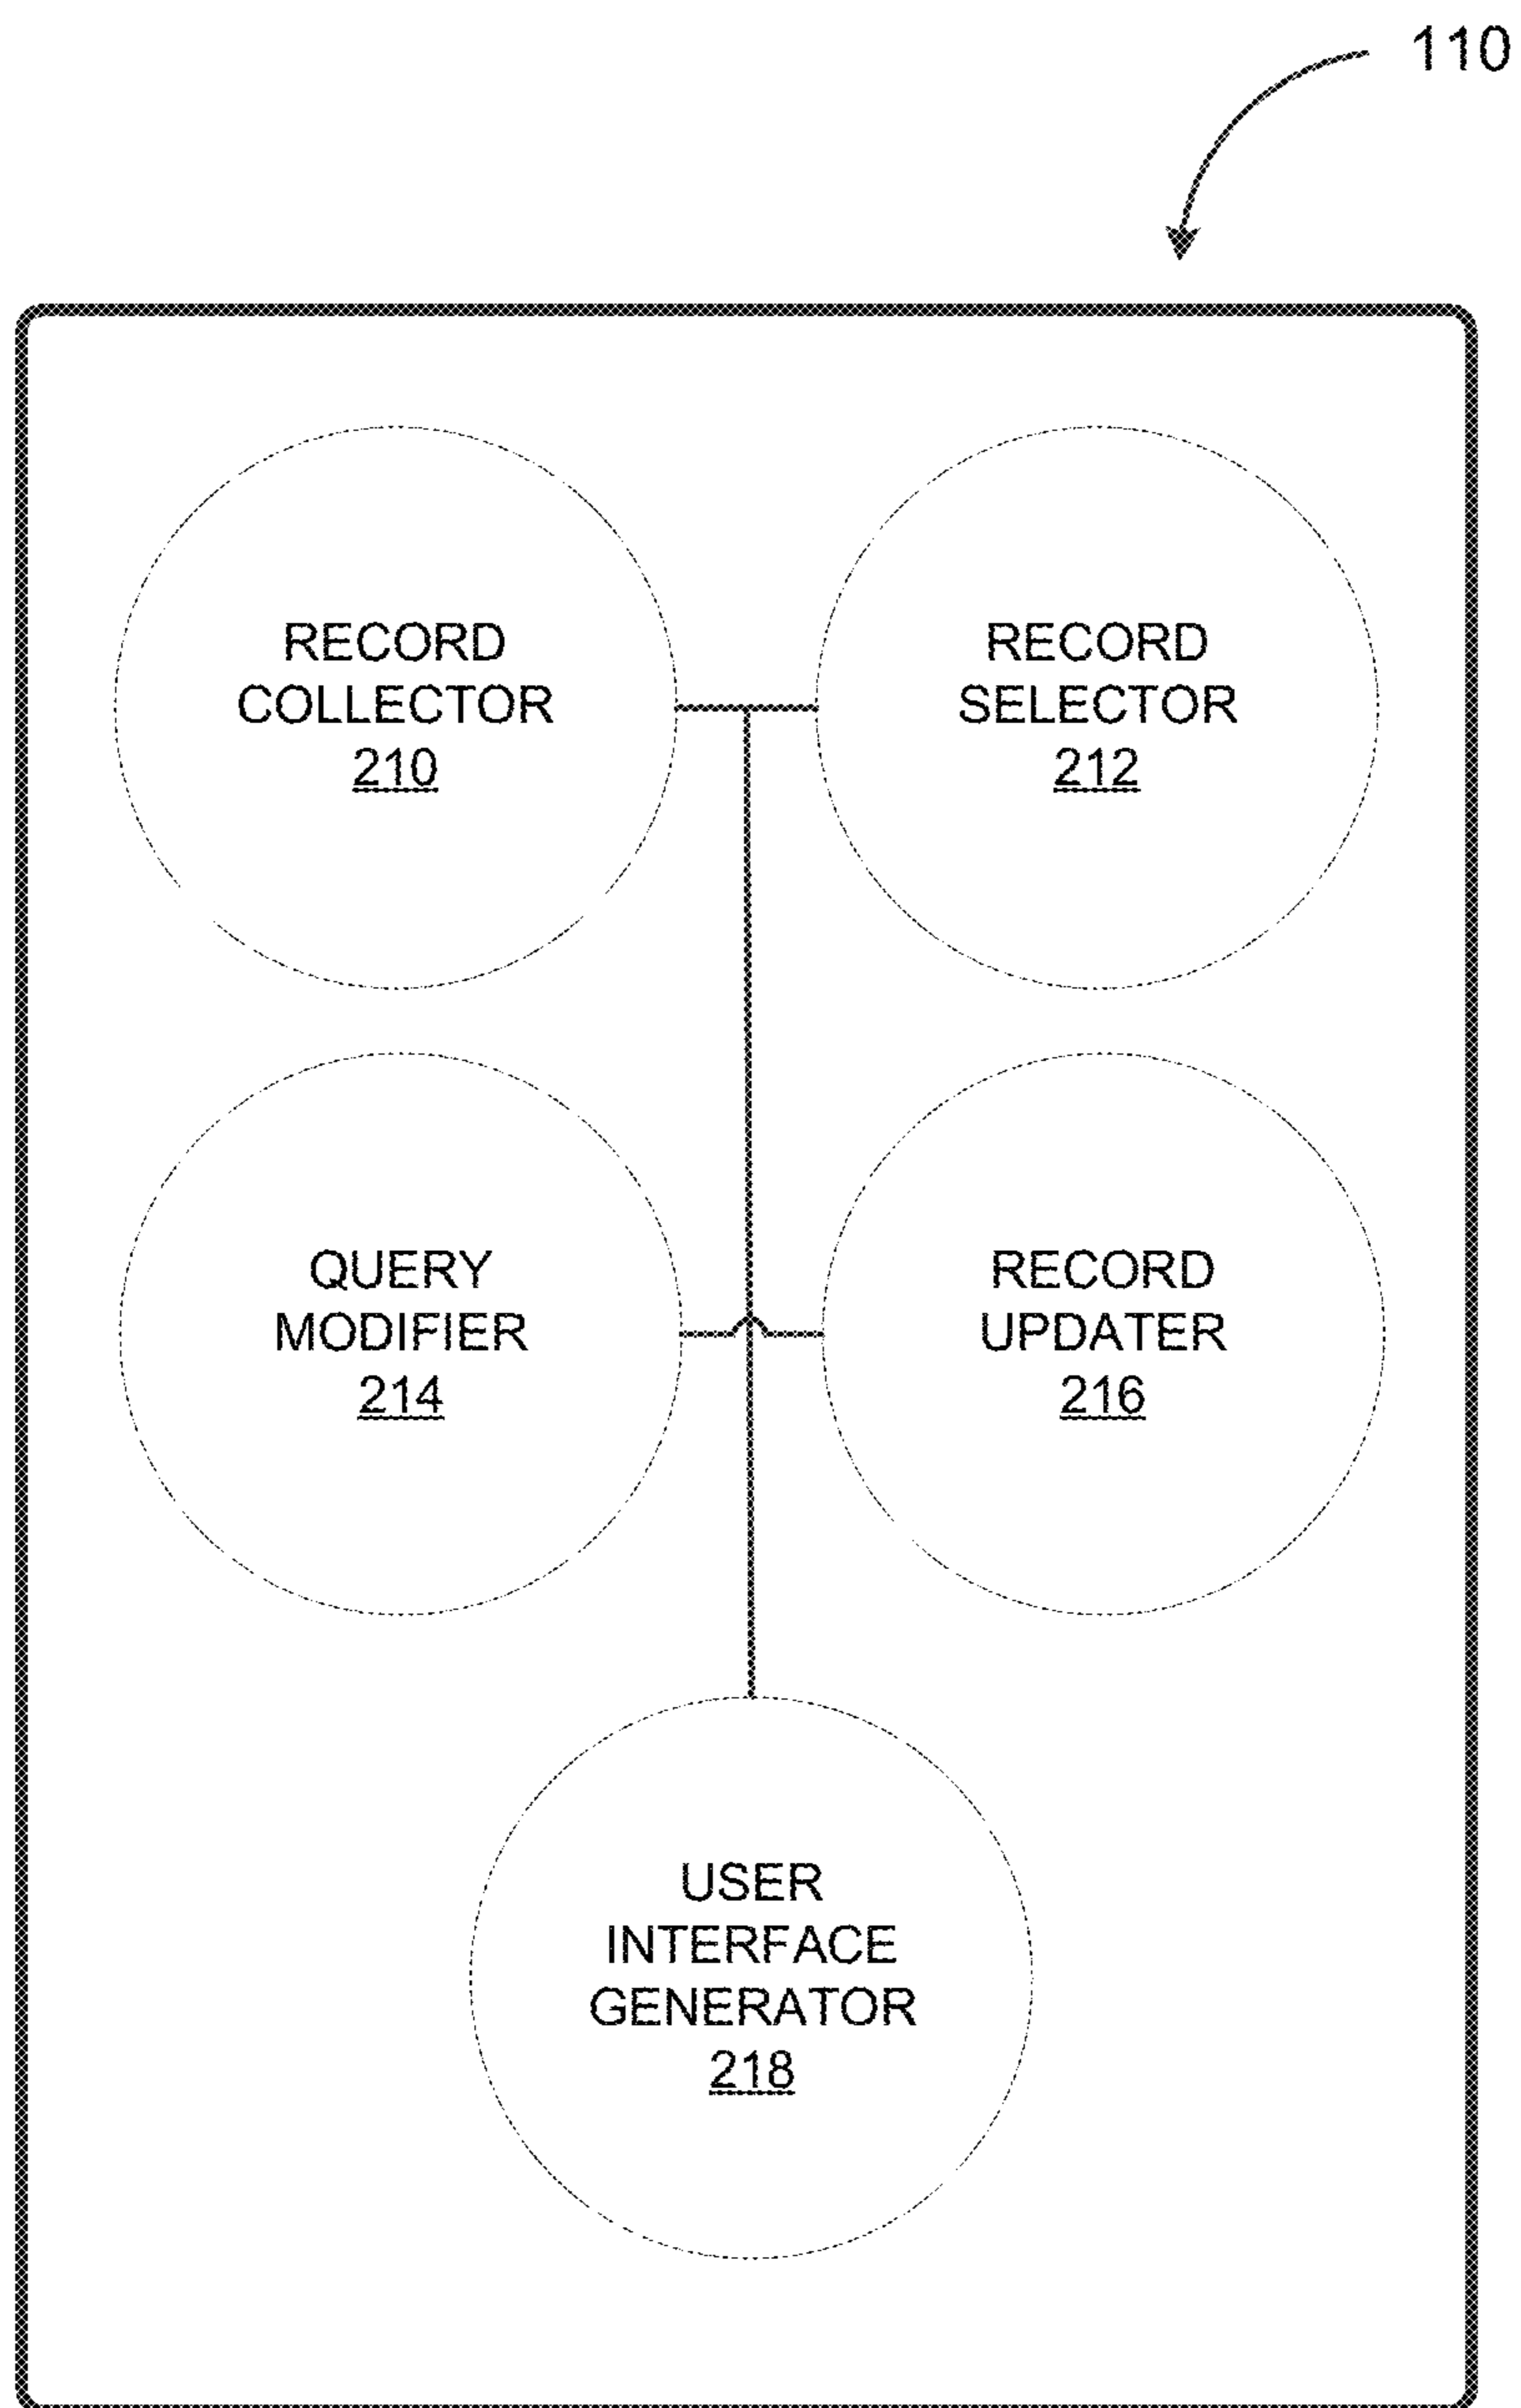 110
RECORD
COLLECTOR
210
RECORD
SELECTOR
212
QUERY
MODIFIER
214
RECORD
UPDATER
216
USER
INTERFACE
GENERATOR
218